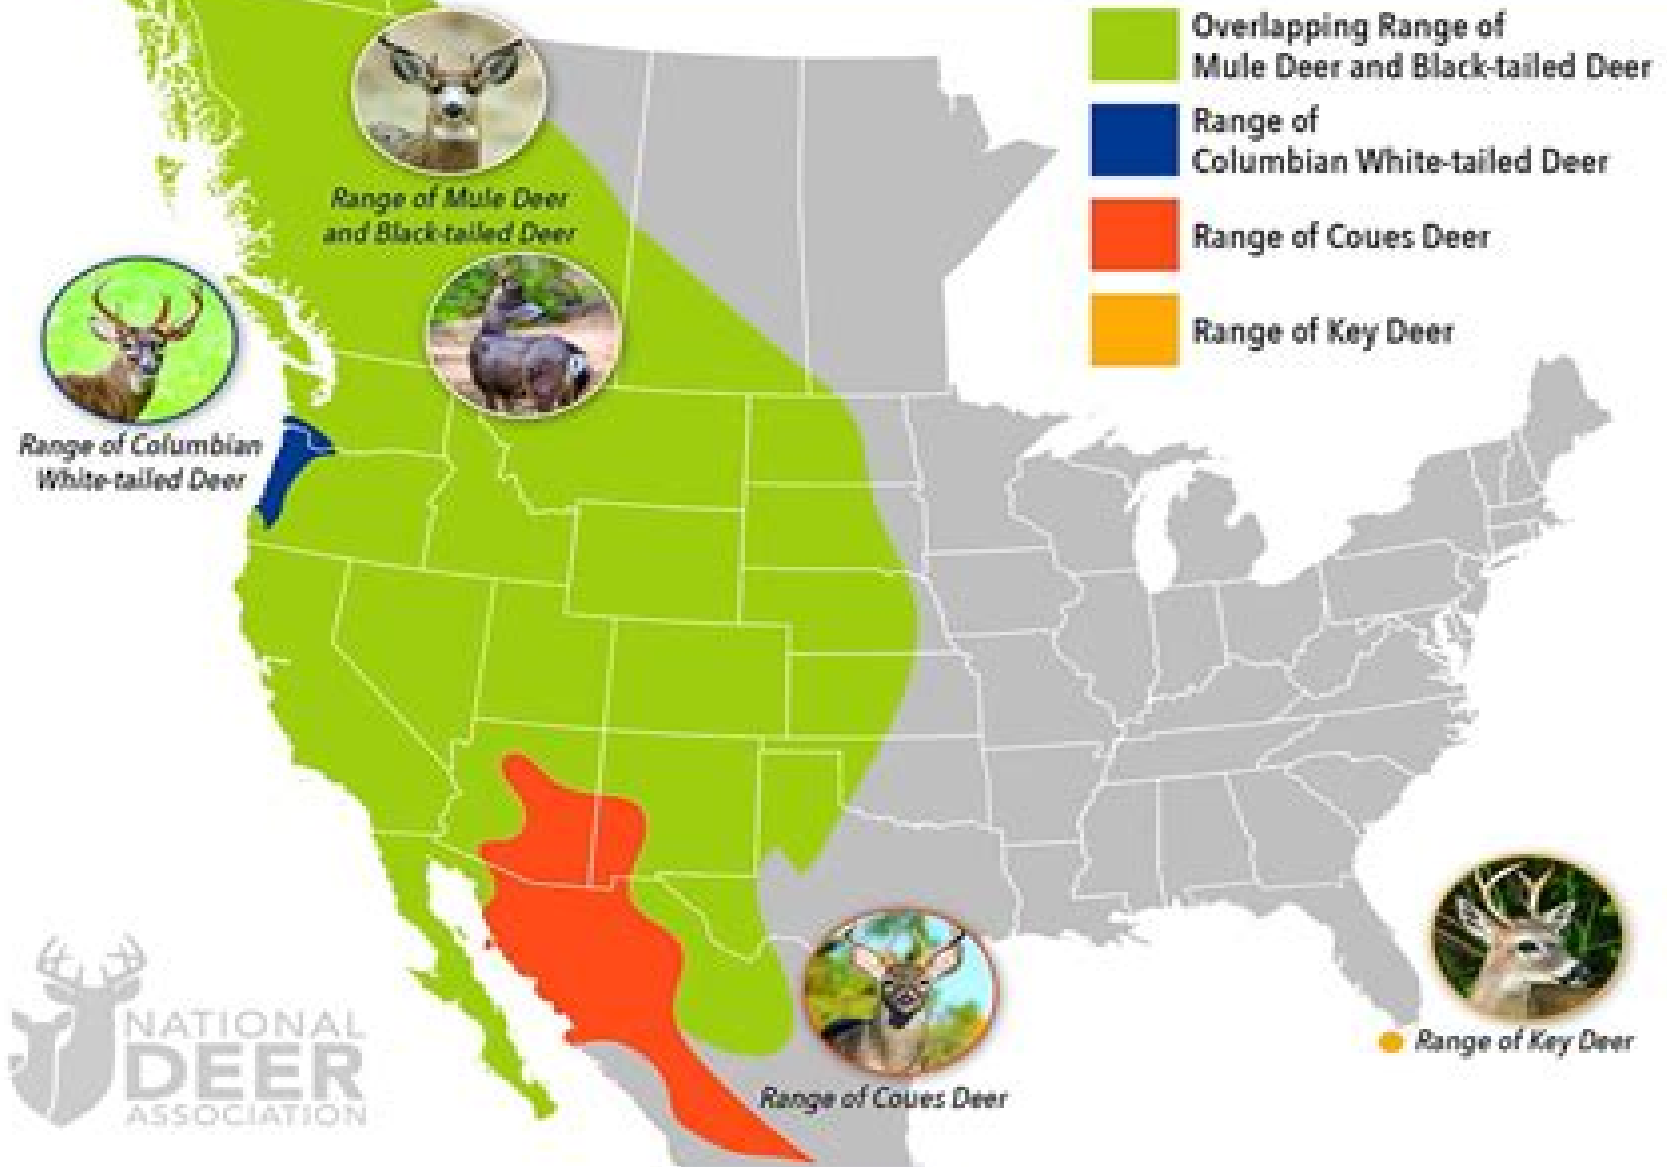 Overlapping Range of
Mule Deer and Black-tailed Deer
Range of
Columbian White-tailed Deer
Range of Coues Deer
Range of Key Deer
Range of Mule Deer
and Black-tailed Deer
Range of Columbian
White-tailed Deer
Range of Coues Deer
Range of Key Deer
NATIONAL
DEER
ASSOCIATION